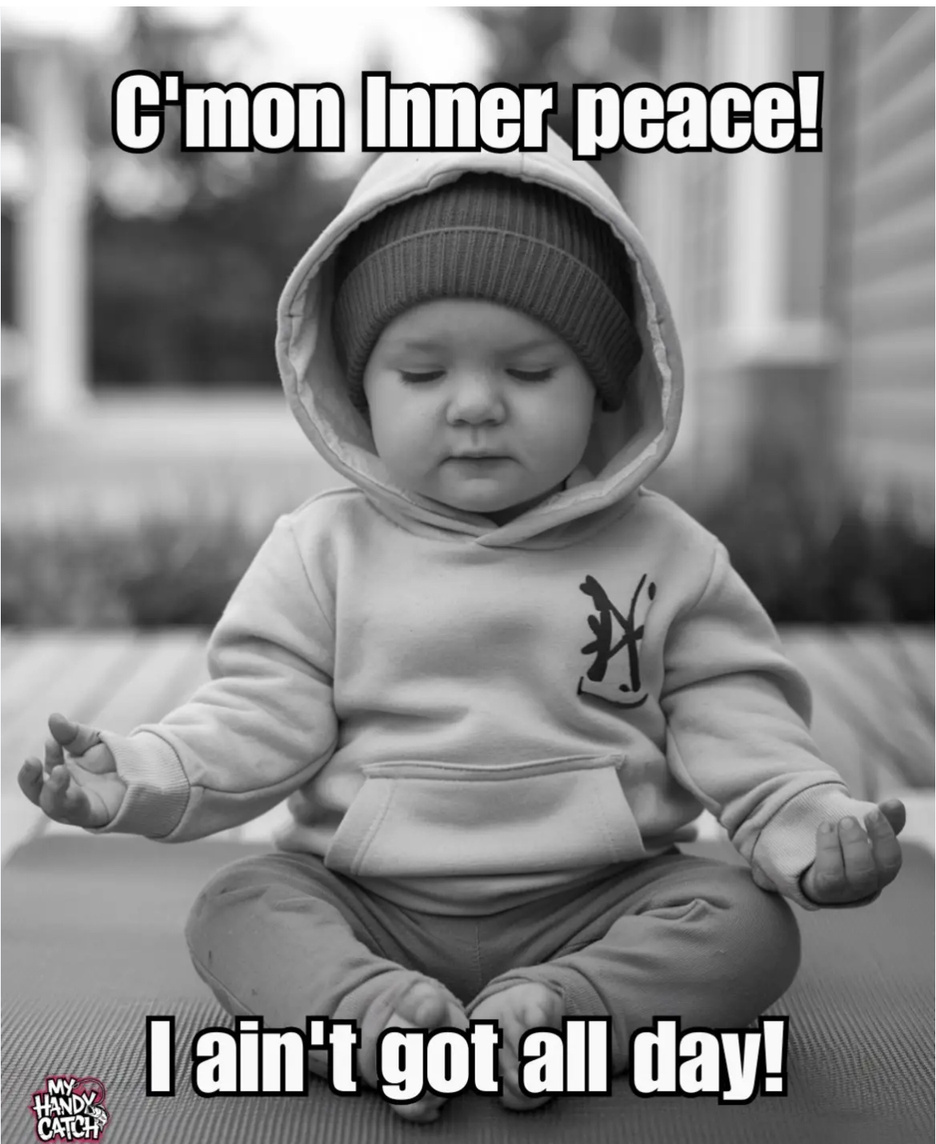 C'mon Inner peace!
I ain't got all day!
MY
HANDY
CATCH